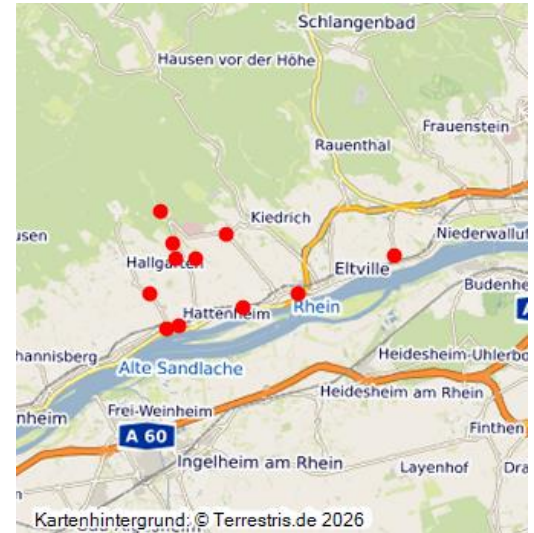 Schlangenbad
Hausen vor der Höhe
Frauenstein
Rauenthal
Kiedrich
ausen
Niederwalluf
Hallgarten
Eltville
Budenhe
Hattenheim
Rhein
A
hannisberg
Heidesheim-Uhlerbo
Alte Sandlache
Heidesheim am Rhein
nheim
Frei-Weinheim
Finthen
A 60
Ingelheim am Rhein
Layenhof
Dra
Kartenhintergrund: © Terrestris.de 2026